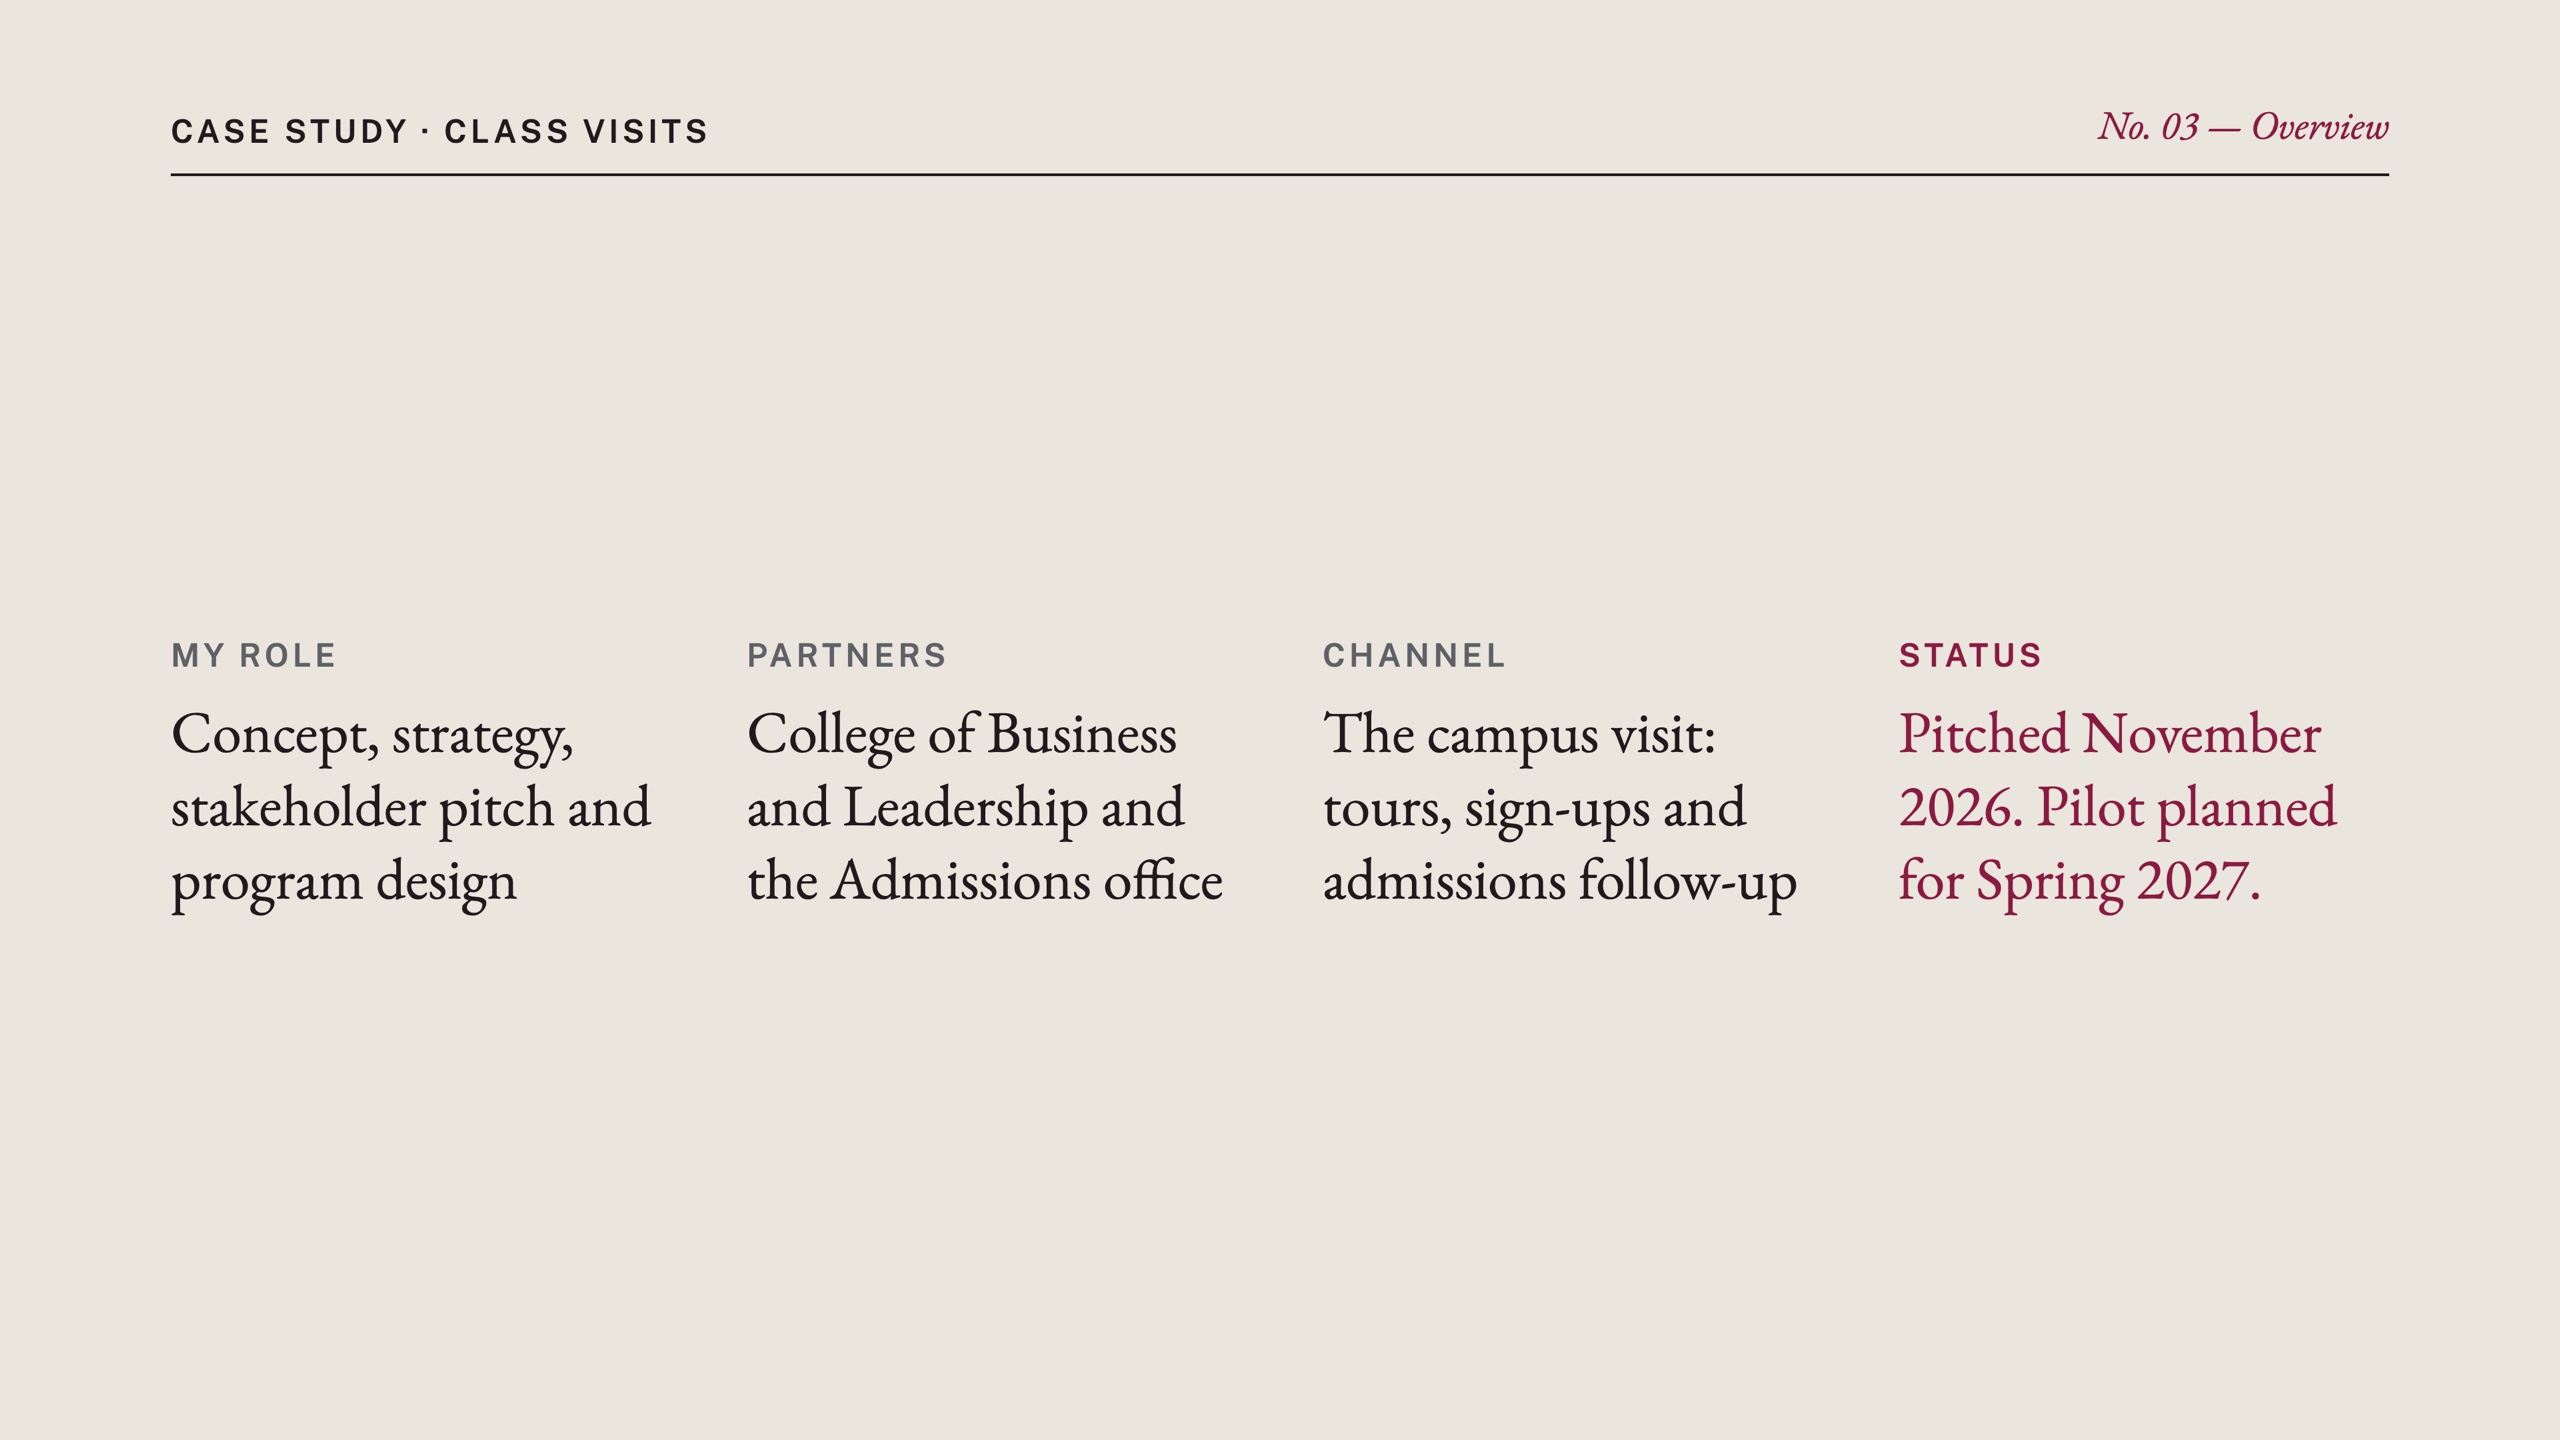 CASE STUDY · CLASS VISITS
No. 03 — Overview
MY ROLE
Concept, strategy,
stakeholder pitch and
program design
PARTNERS
College of Business
and Leadership and
the Admissions office
CHANNEL
The campus visit:
tours, sign-ups and
admissions follow-up
STATUS
Pitched November
2026. Pilot planned
for Spring 2027.